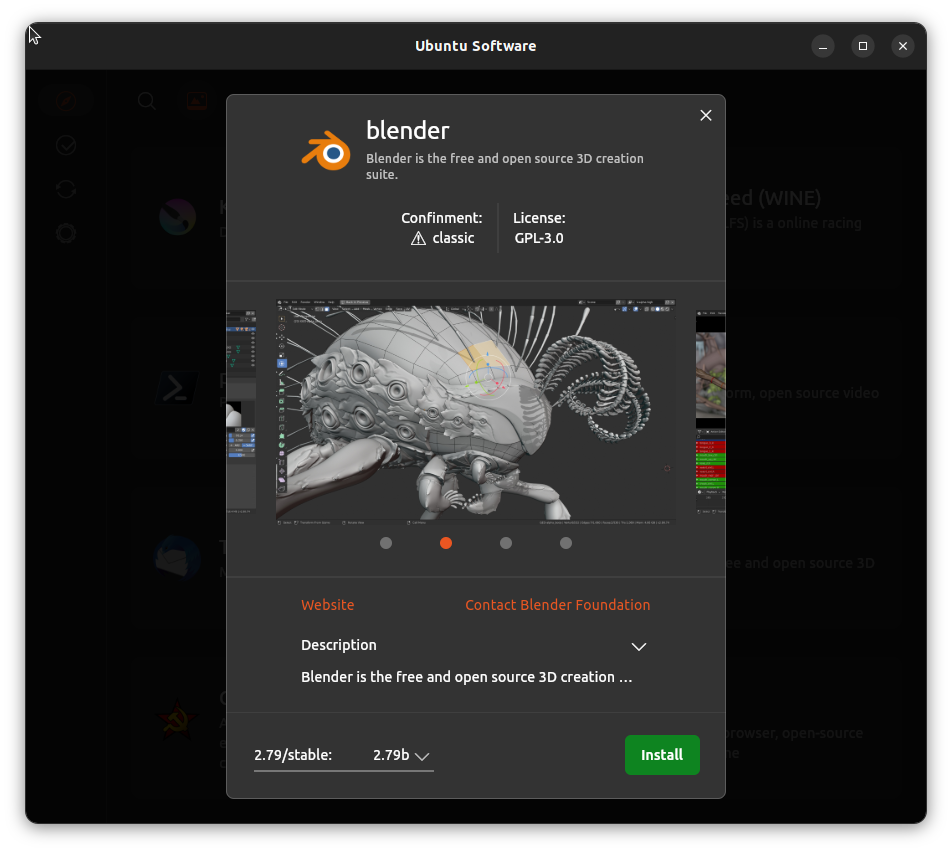 Ubuntu Software
blender
Blender is the free and open source 3D creation
suite.
Confinment:
classic
License:
GPL-3.0
eed (WINE)
LFS) is a online racing
orm, open source video
ee and open source 3D
browser, open-source
ne
Website
Contact Blender Foundation
Description
Blender is the free and open source 3D creation …
2.79/stable:
2.79b
Install